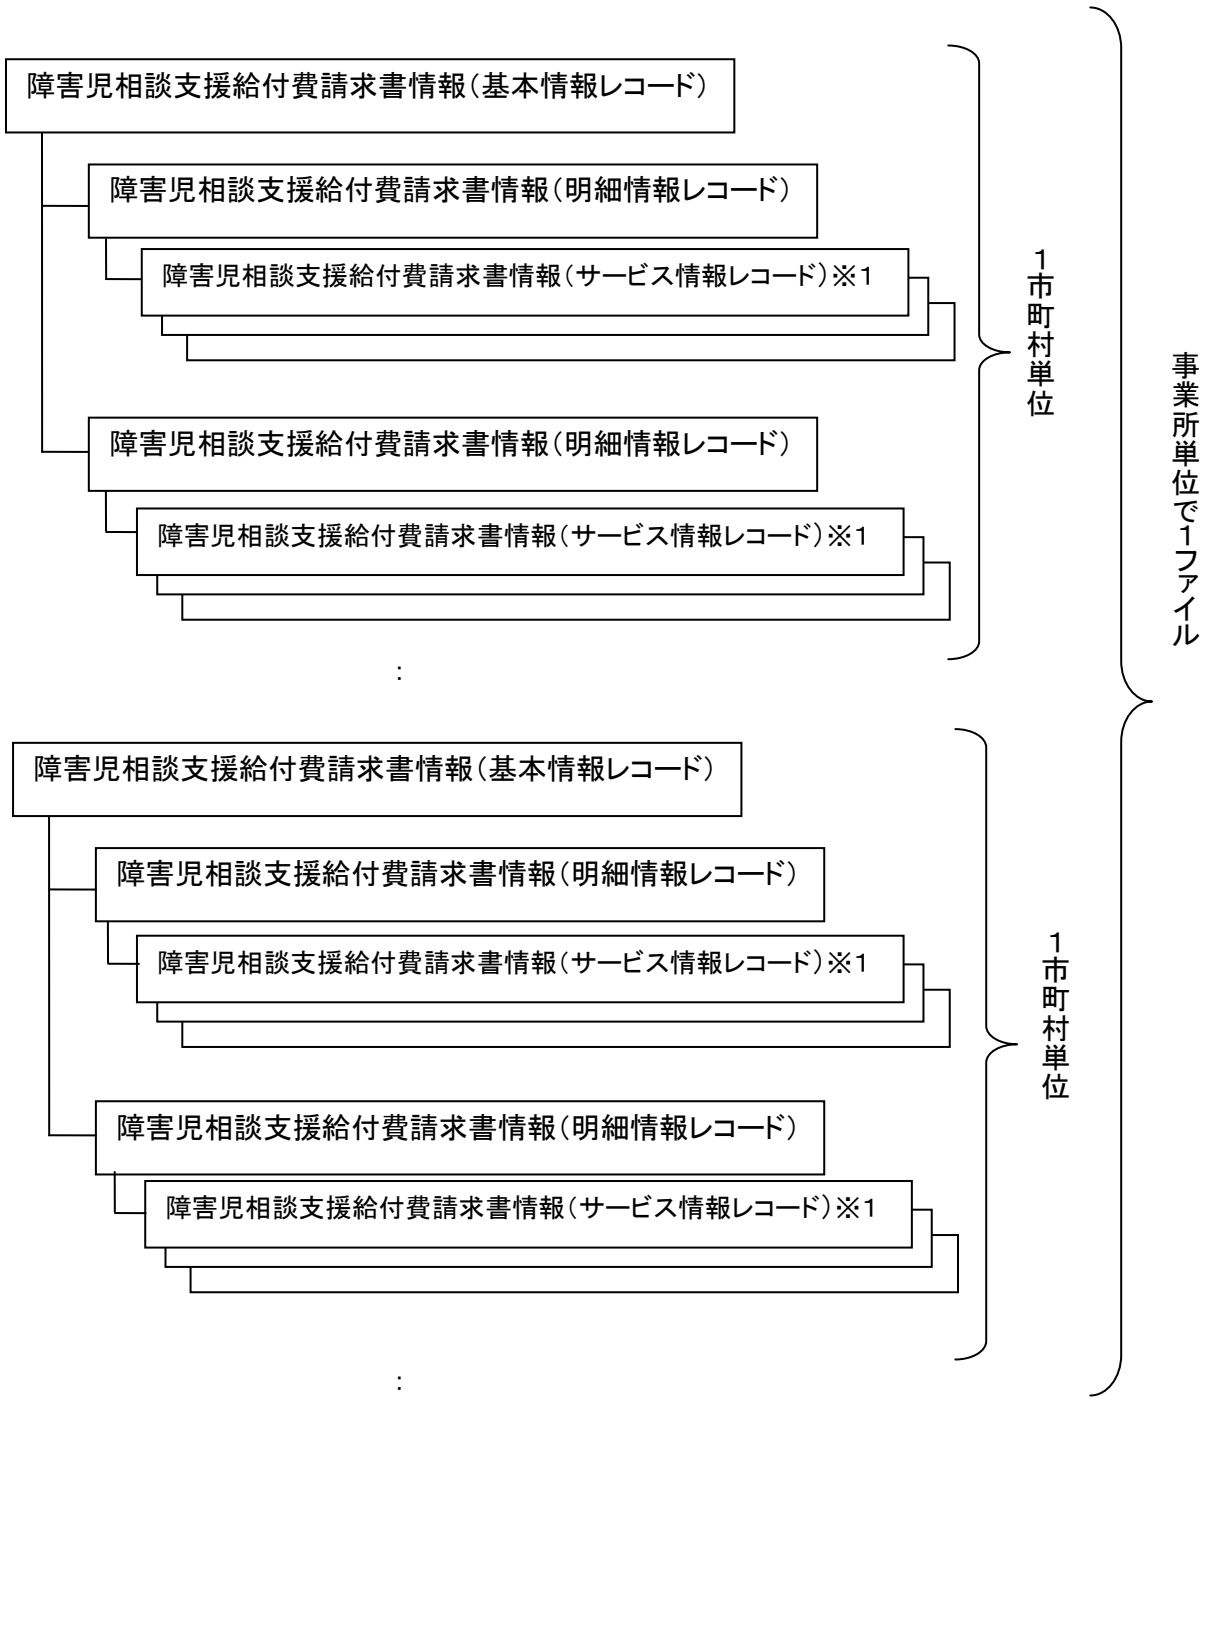 障害児相談支援給付費請求書情報(基本情報レコード)
障害児相談支援給付費請求書情報(明細情報レコード)
障害児相談支援給付費請求書情報(サービス情報レコード)※1
障害児相談支援給付費請求書情報(明細情報レコード)
障害児相談支援給付費請求書情報(サービス情報レコード)※1
:
1市町村単位
障害児相談支援給付費請求書情報(基本情報レコード)
障害児相談支援給付費請求書情報(明細情報レコード)
障害児相談支援給付費請求書情報(サービス情報レコード)※1
障害児相談支援給付費請求書情報(明細情報レコード)
障害児相談支援給付費請求書情報(サービス情報レコード)※1
:
1市町村単位
事業所単位で1ファイル